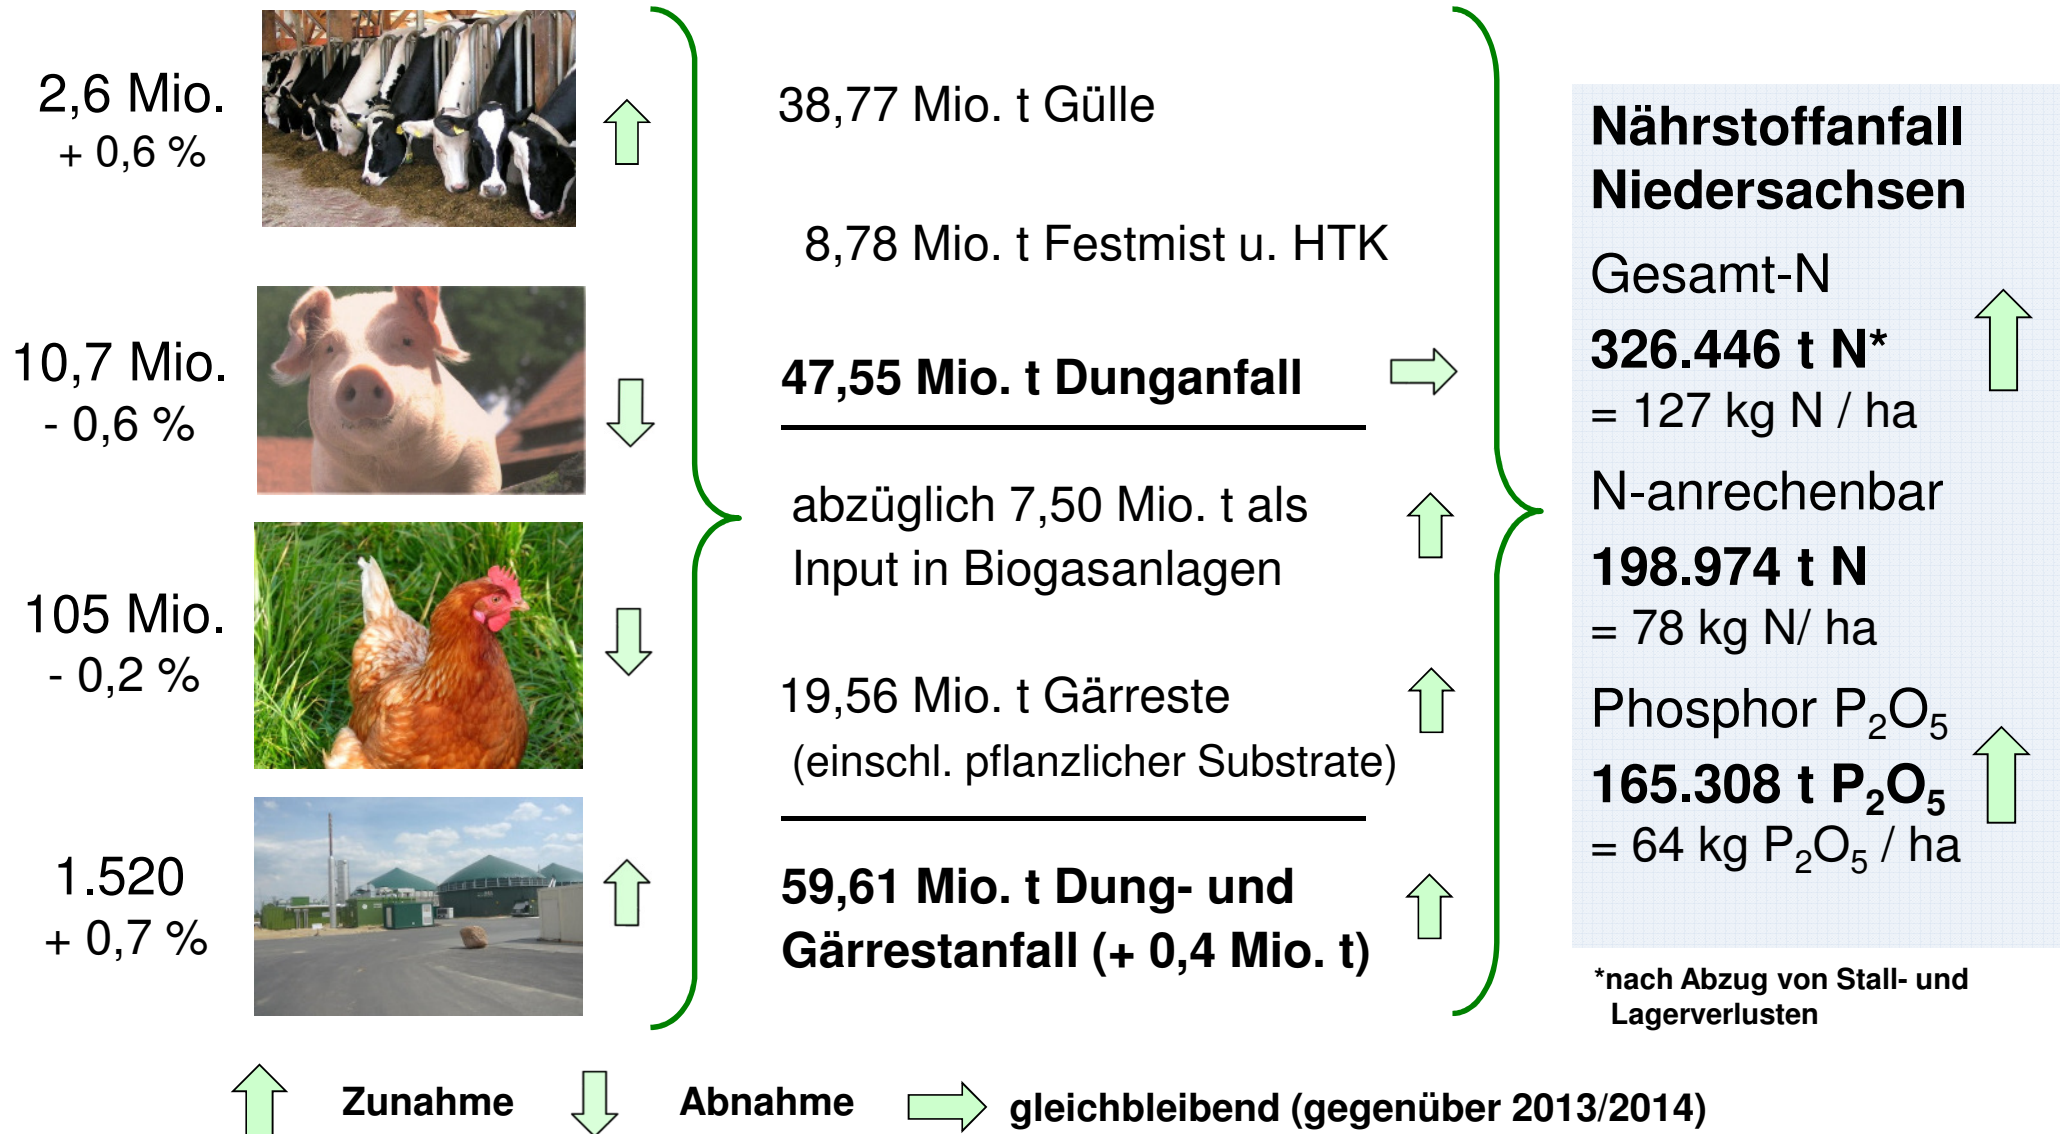 2,6 Mio.
+ 0,6 %
10,7 Mio.
- 0,6 %
105 Mio.
- 0,2 %
1.520
+ 0,7 %
38,77 Mio. t Gülle
8,78 Mio. t Festmist u. HTK
47,55 Mio. t Dunganfall
abzüglich 7,50 Mio. t als
Input in Biogasanlagen
19,56 Mio. t Gärreste
(einschl. pflanzlicher Substrate)
59,61 Mio. t Dung- und
Gärrestanfall (+ 0,4 Mio. t)
Nährstoffanfall
Niedersachsen
Gesamt-N
326.446 t N*
= 127 kg N / ha
N-anrechenbar
198.974 t N
= 78 kg N/ ha
Phosphor P₂O₅
165.308 t P₂O₅
= 64 kg P₂O₅ / ha
*nach Abzug von Stall- und
Lagerverlusten
Zunahme
Abnahme
gleichbleibend (gegenüber 2013/2014)